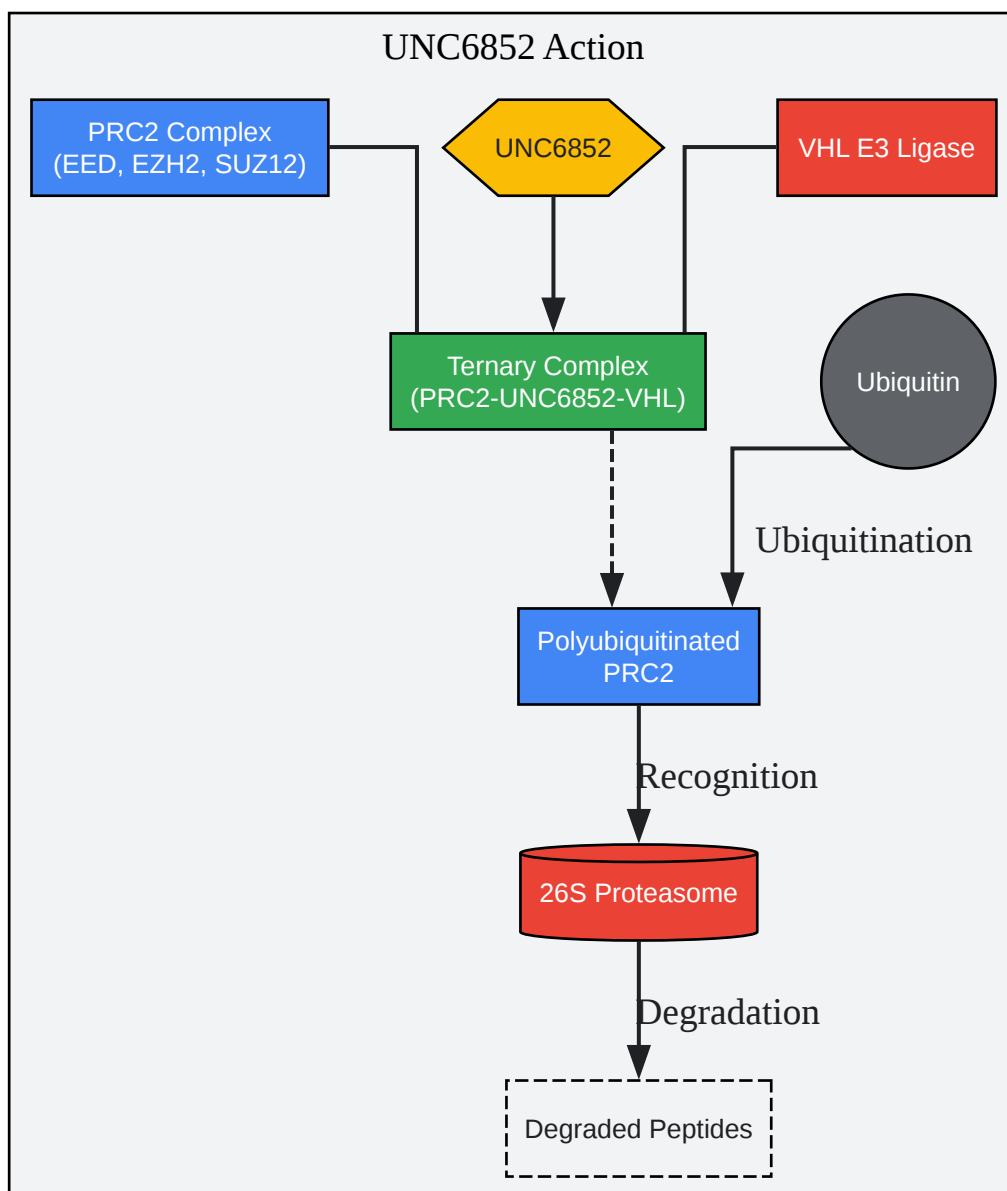 UNC6852 Action
PRC2 Complex
(EED, EZH2, SUZ12)
UNC6852
VHL E3 Ligase
Ternary Complex
(PRC2-UNC6852-VHL)
Ubiquitin
Ubiquitination
Polyubiquitinated
PRC2
Recognition
26S Proteasome
Degradation
Degraded Peptides